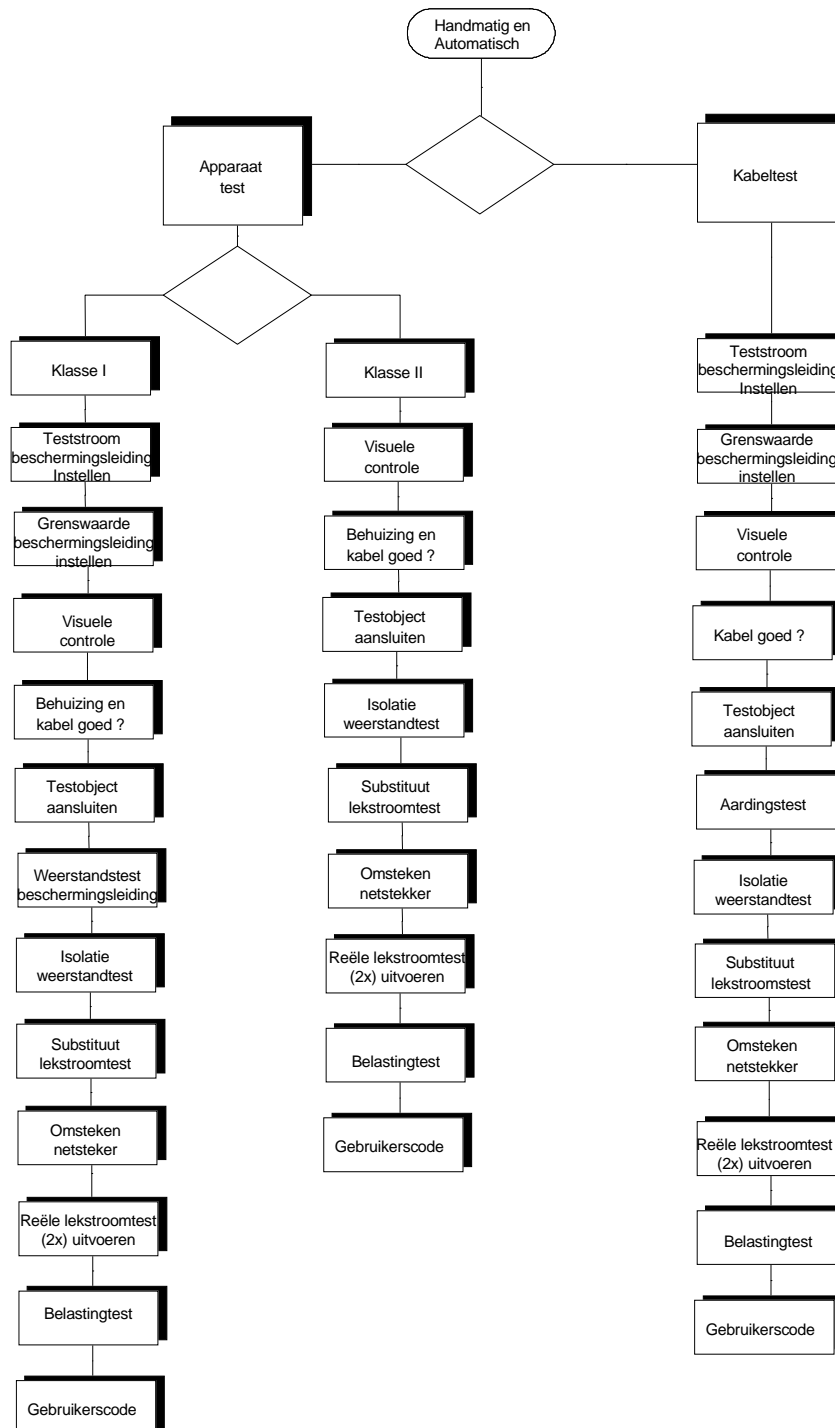 Handmatig en
Automatisch
Apparaat
test
Kabeltest
Klasse I
Teststroom
beschermingsleiding
Instellen
Grenswaarde
beschermingsleiding
instellen
Visuele
controle
Behuizing en
kabel goed ?
Testobject
aansluiten
Weerstandstest
beschermingsleiding
Isolatie
weerstandtest
Substituut
lekstroomtest
Omsteken
netsteker
Reële lekstroomtest
(2x) uitvoeren
Belastingtest
Gebruikerscode
Klasse II
Visuele
controle
Behuizing en
kabel goed ?
Testobject
aansluiten
Isolatie
weerstandtest
Substituut
lekstroomtest
Omsteken
netstekker
Reële lekstroomtest
(2x) uitvoeren
Belastingtest
Gebruikerscode
Teststroom
beschermingsleiding
Instellen
Grenswaarde
beschermingsleiding
instellen
Visuele
controle
Kabel goed ?
Testobject
aansluiten
Aardingstest
Isolatie
weerstandtest
Substituut
lekstroomstest
Omsteken
netstekker
Reële lekstroomtest
(2x) uitvoeren
Belastingtest
Gebruikerscode